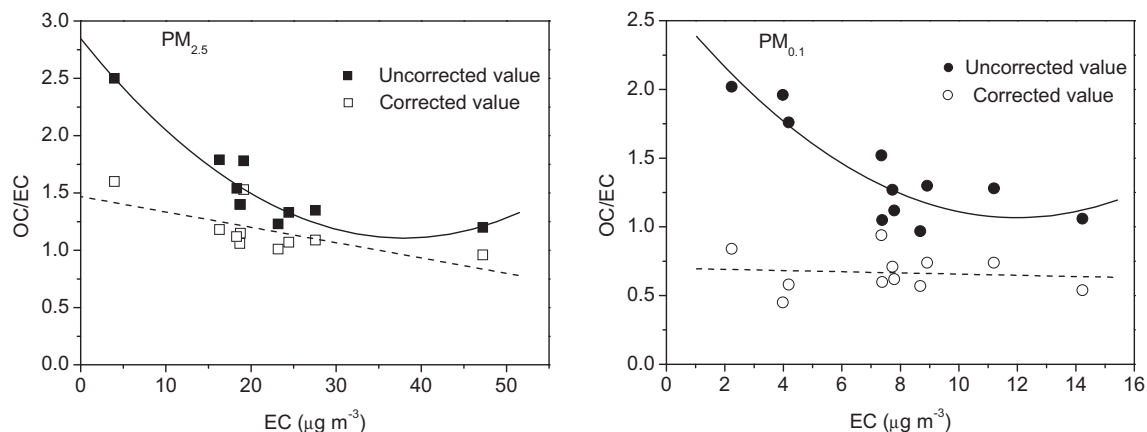 PM2.5
Uncorrected value
Corrected value
OC/EC
3.0
2.5
2.0
1.5
1.0
0.5
0.0
0 10 20 30 40 50
EC (μg m-3)
PM0.1
Uncorrected value
Corrected value
OC/EC
2.5
2.0
1.5
1.0
0.5
0.0
0 2 4 6 8 10 12 14 16
EC (μg m-3)